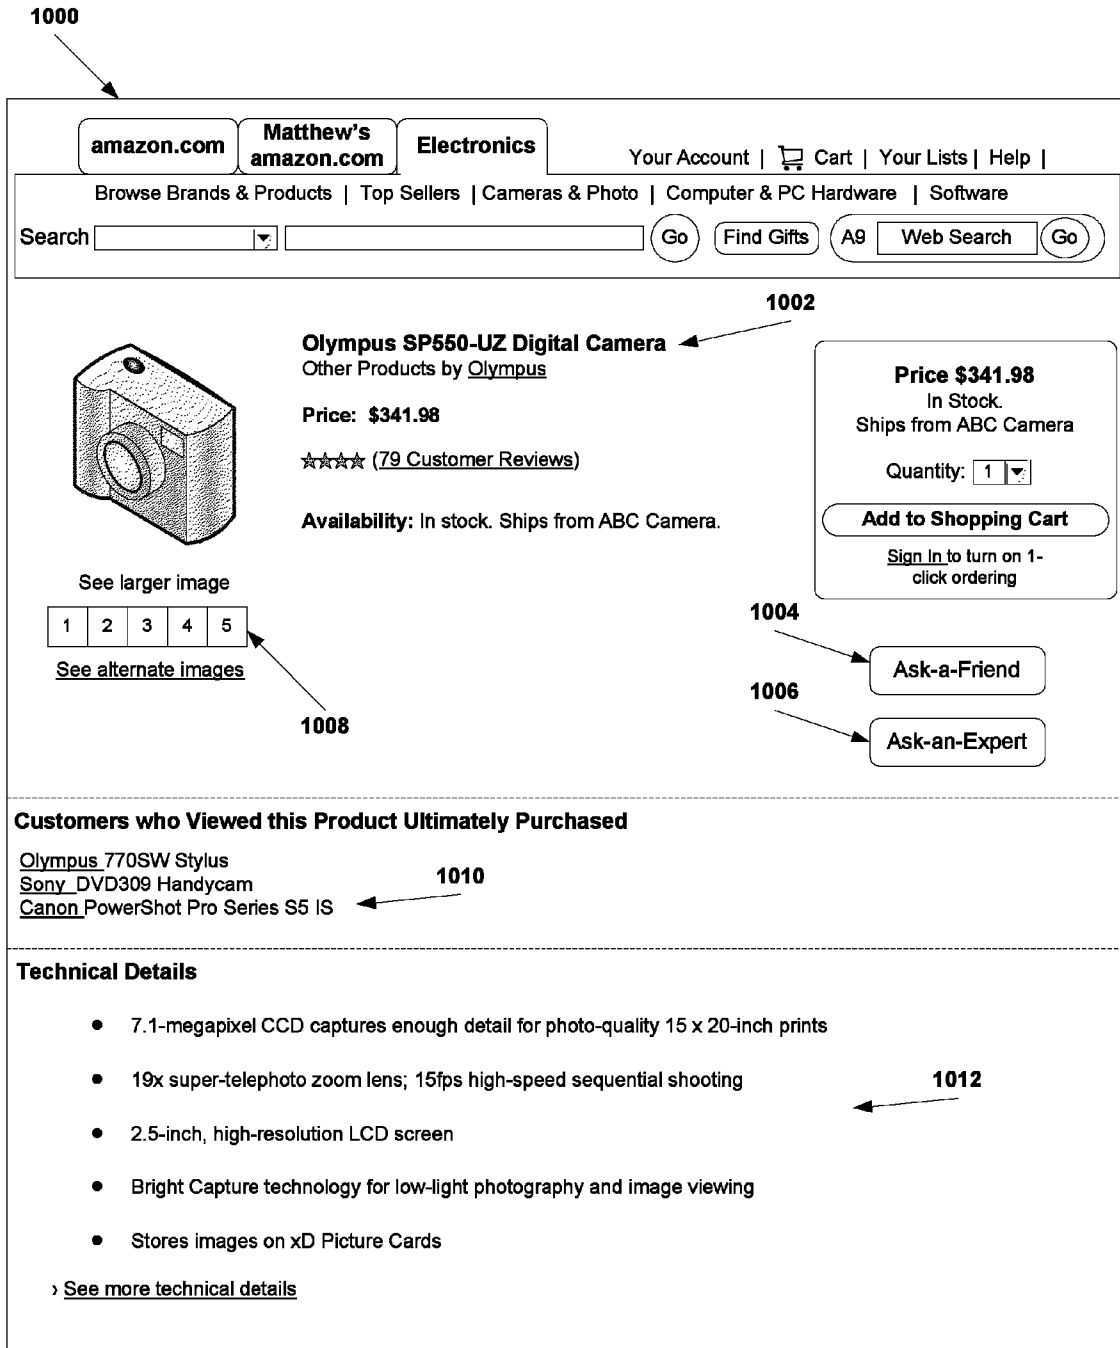 1000
amazon.com
Matthew's
amazon.com
Electronics
Your Account | Cart | Your Lists | Help |
Browse Brands & Products | Top Sellers | Cameras & Photo | Computer & PC Hardware | Software
Search Go Find Gifts A9 Web Search Go
1002
Olympus SP550-UZ Digital Camera
Other Products by Olympus
Price: $341.98
(79 Customer Reviews)
Availability: In stock. Ships from ABC Camera.
Price $341.98
In Stock.
Ships from ABC Camera
Quantity: 1
Add to Shopping Cart
Sign In to turn on 1-
click ordering
See larger image
1 2 3 4 5
See alternate images
1008
1004
Ask-a-Friend
1006
Ask-an-Expert
Customers who Viewed this Product Ultimately Purchased
Olympus 770SW Stylus
Sony DVD309 Handycam
Canon PowerShot Pro Series S5 IS
1010
Technical Details
• 7.1-megapixel CCD captures enough detail for photo-quality 15 x 20-inch prints
• 19x super-telephoto zoom lens; 15fps high-speed sequential shooting
1012
• 2.5-inch, high-resolution LCD screen
• Bright Capture technology for low-light photography and image viewing
• Stores images on xD Picture Cards
› See more technical details